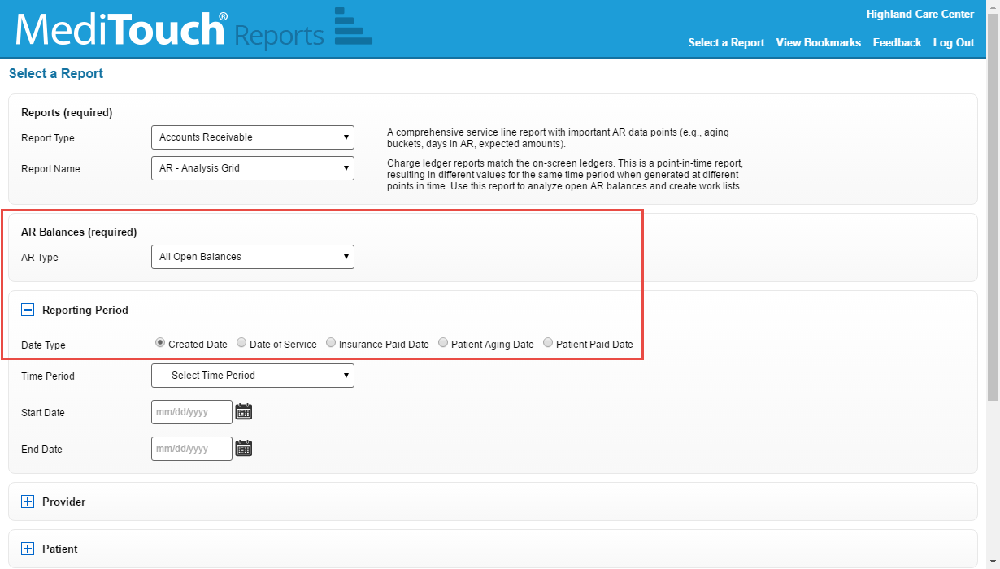 MediTouch® Reports
Highland Care Center
Select a Report View Bookmarks Feedback Log Out
Select a Report
Reports (required)
Report Type Accounts Receivable
A comprehensive service line report with important AR data points (e.g., aging
buckets, days in AR, expected amounts).
Report Name AR - Analysis Grid
Charge ledger reports match the on-screen ledgers. This is a point-in-time report,
resulting in different values for the same time period when generated at different
points in time. Use this report to analyze open AR balances and create work lists.
AR Balances (required)
AR Type All Open Balances
Reporting Period
Date Type Created Date Date of Service Insurance Paid Date Patient Aging Date Patient Paid Date
Time Period --- Select Time Period ---
Start Date mm/dd/yyyy
End Date mm/dd/yyyy
Provider
Patient